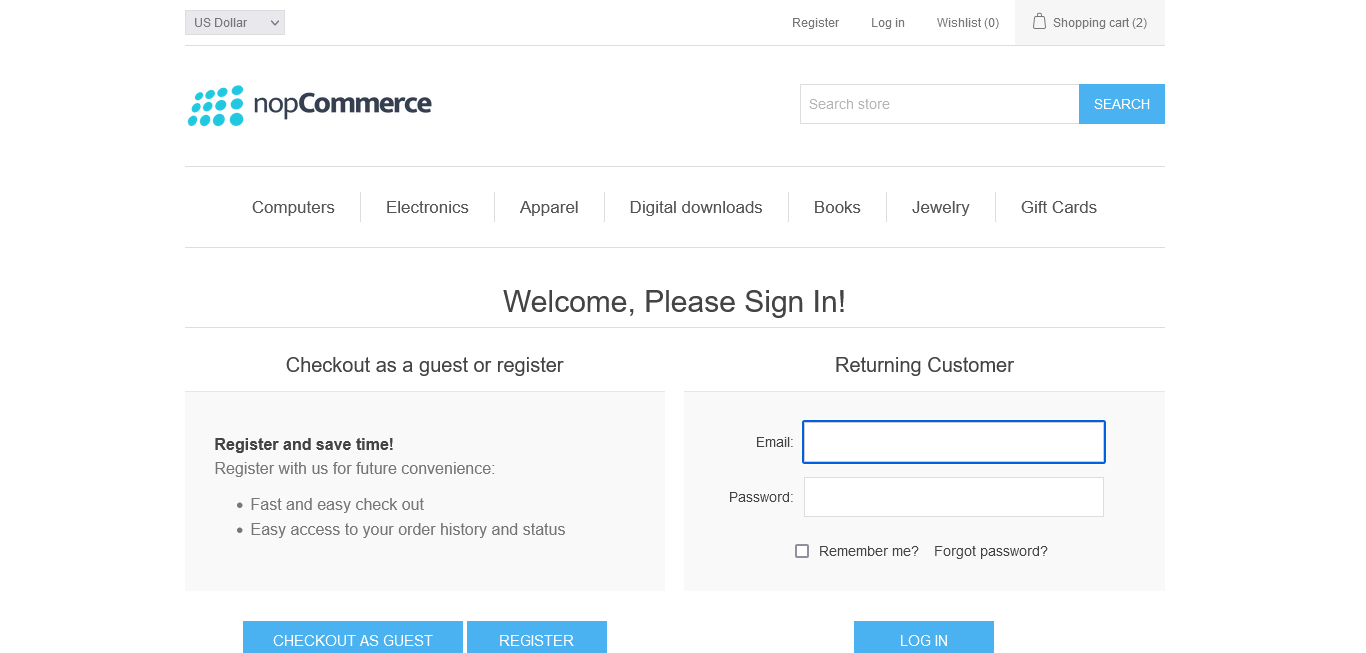 US Dollar
Register
Log in
Wishlist (0)
Shopping cart (2)
nopCommerce
Search store
SEARCH
Computers
Electronics
Apparel
Digital downloads
Books
Jewelry
Gift Cards
Welcome, Please Sign In!
Checkout as a guest or register
Register and save time!
Register with us for future convenience:
Fast and easy check out
Easy access to your order history and status
CHECKOUT AS GUEST
REGISTER
Returning Customer
Email:
Password:
Remember me?
Forgot password?
LOG IN